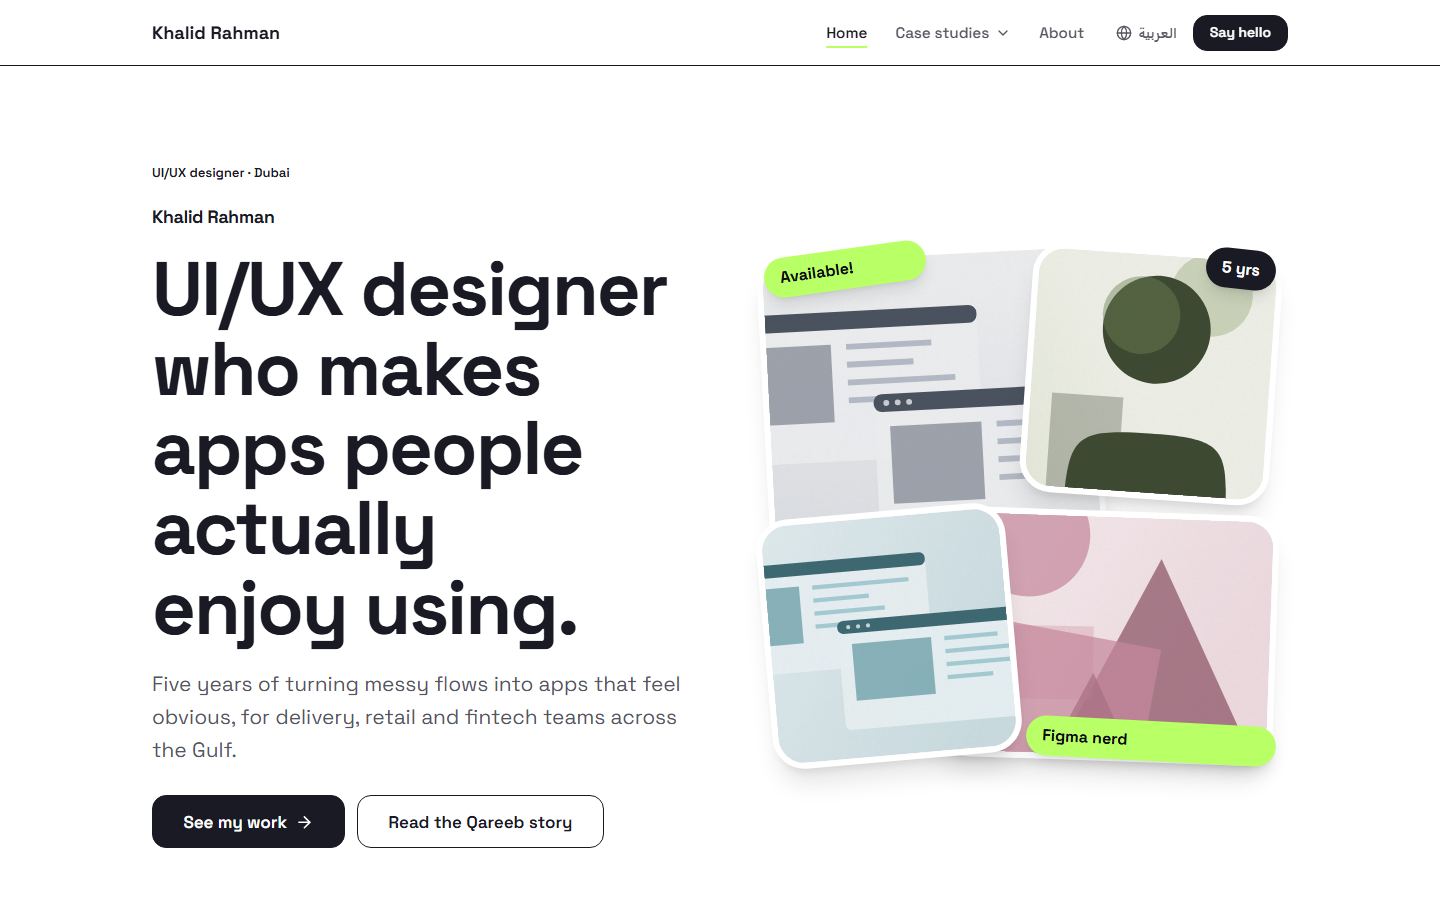 Khalid Rahman
Home
Case studies
About
العربية
Say hello
UI/UX designer · Dubai
Khalid Rahman
UI/UX designer
who makes
apps people
actually
enjoy using.
Five years of turning messy flows into apps that feel
obvious, for delivery, retail and fintech teams across
the Gulf.
See my work
Read the Qareeb story
Available!
5 yrs
Figma nerd